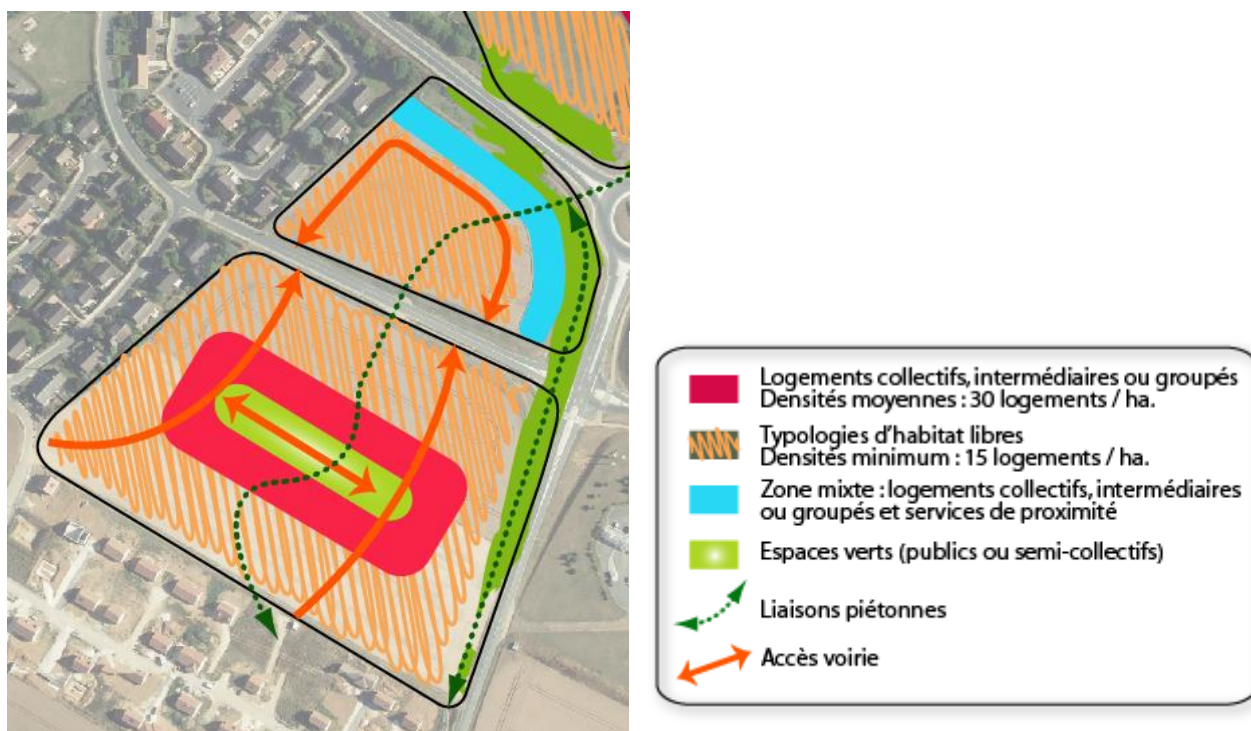 Logements collectifs, intermédiaires ou groupés
Densités moyennes : 30 logements / ha.
Typologies d'habitat libres
Densités minimum : 15 logements / ha.
Zone mixte : logements collectifs, intermédiaires
ou groupés et services de proximité
Espaces verts (publics ou semi-collectifs)
Liaisons piétonnes
Accès voirie